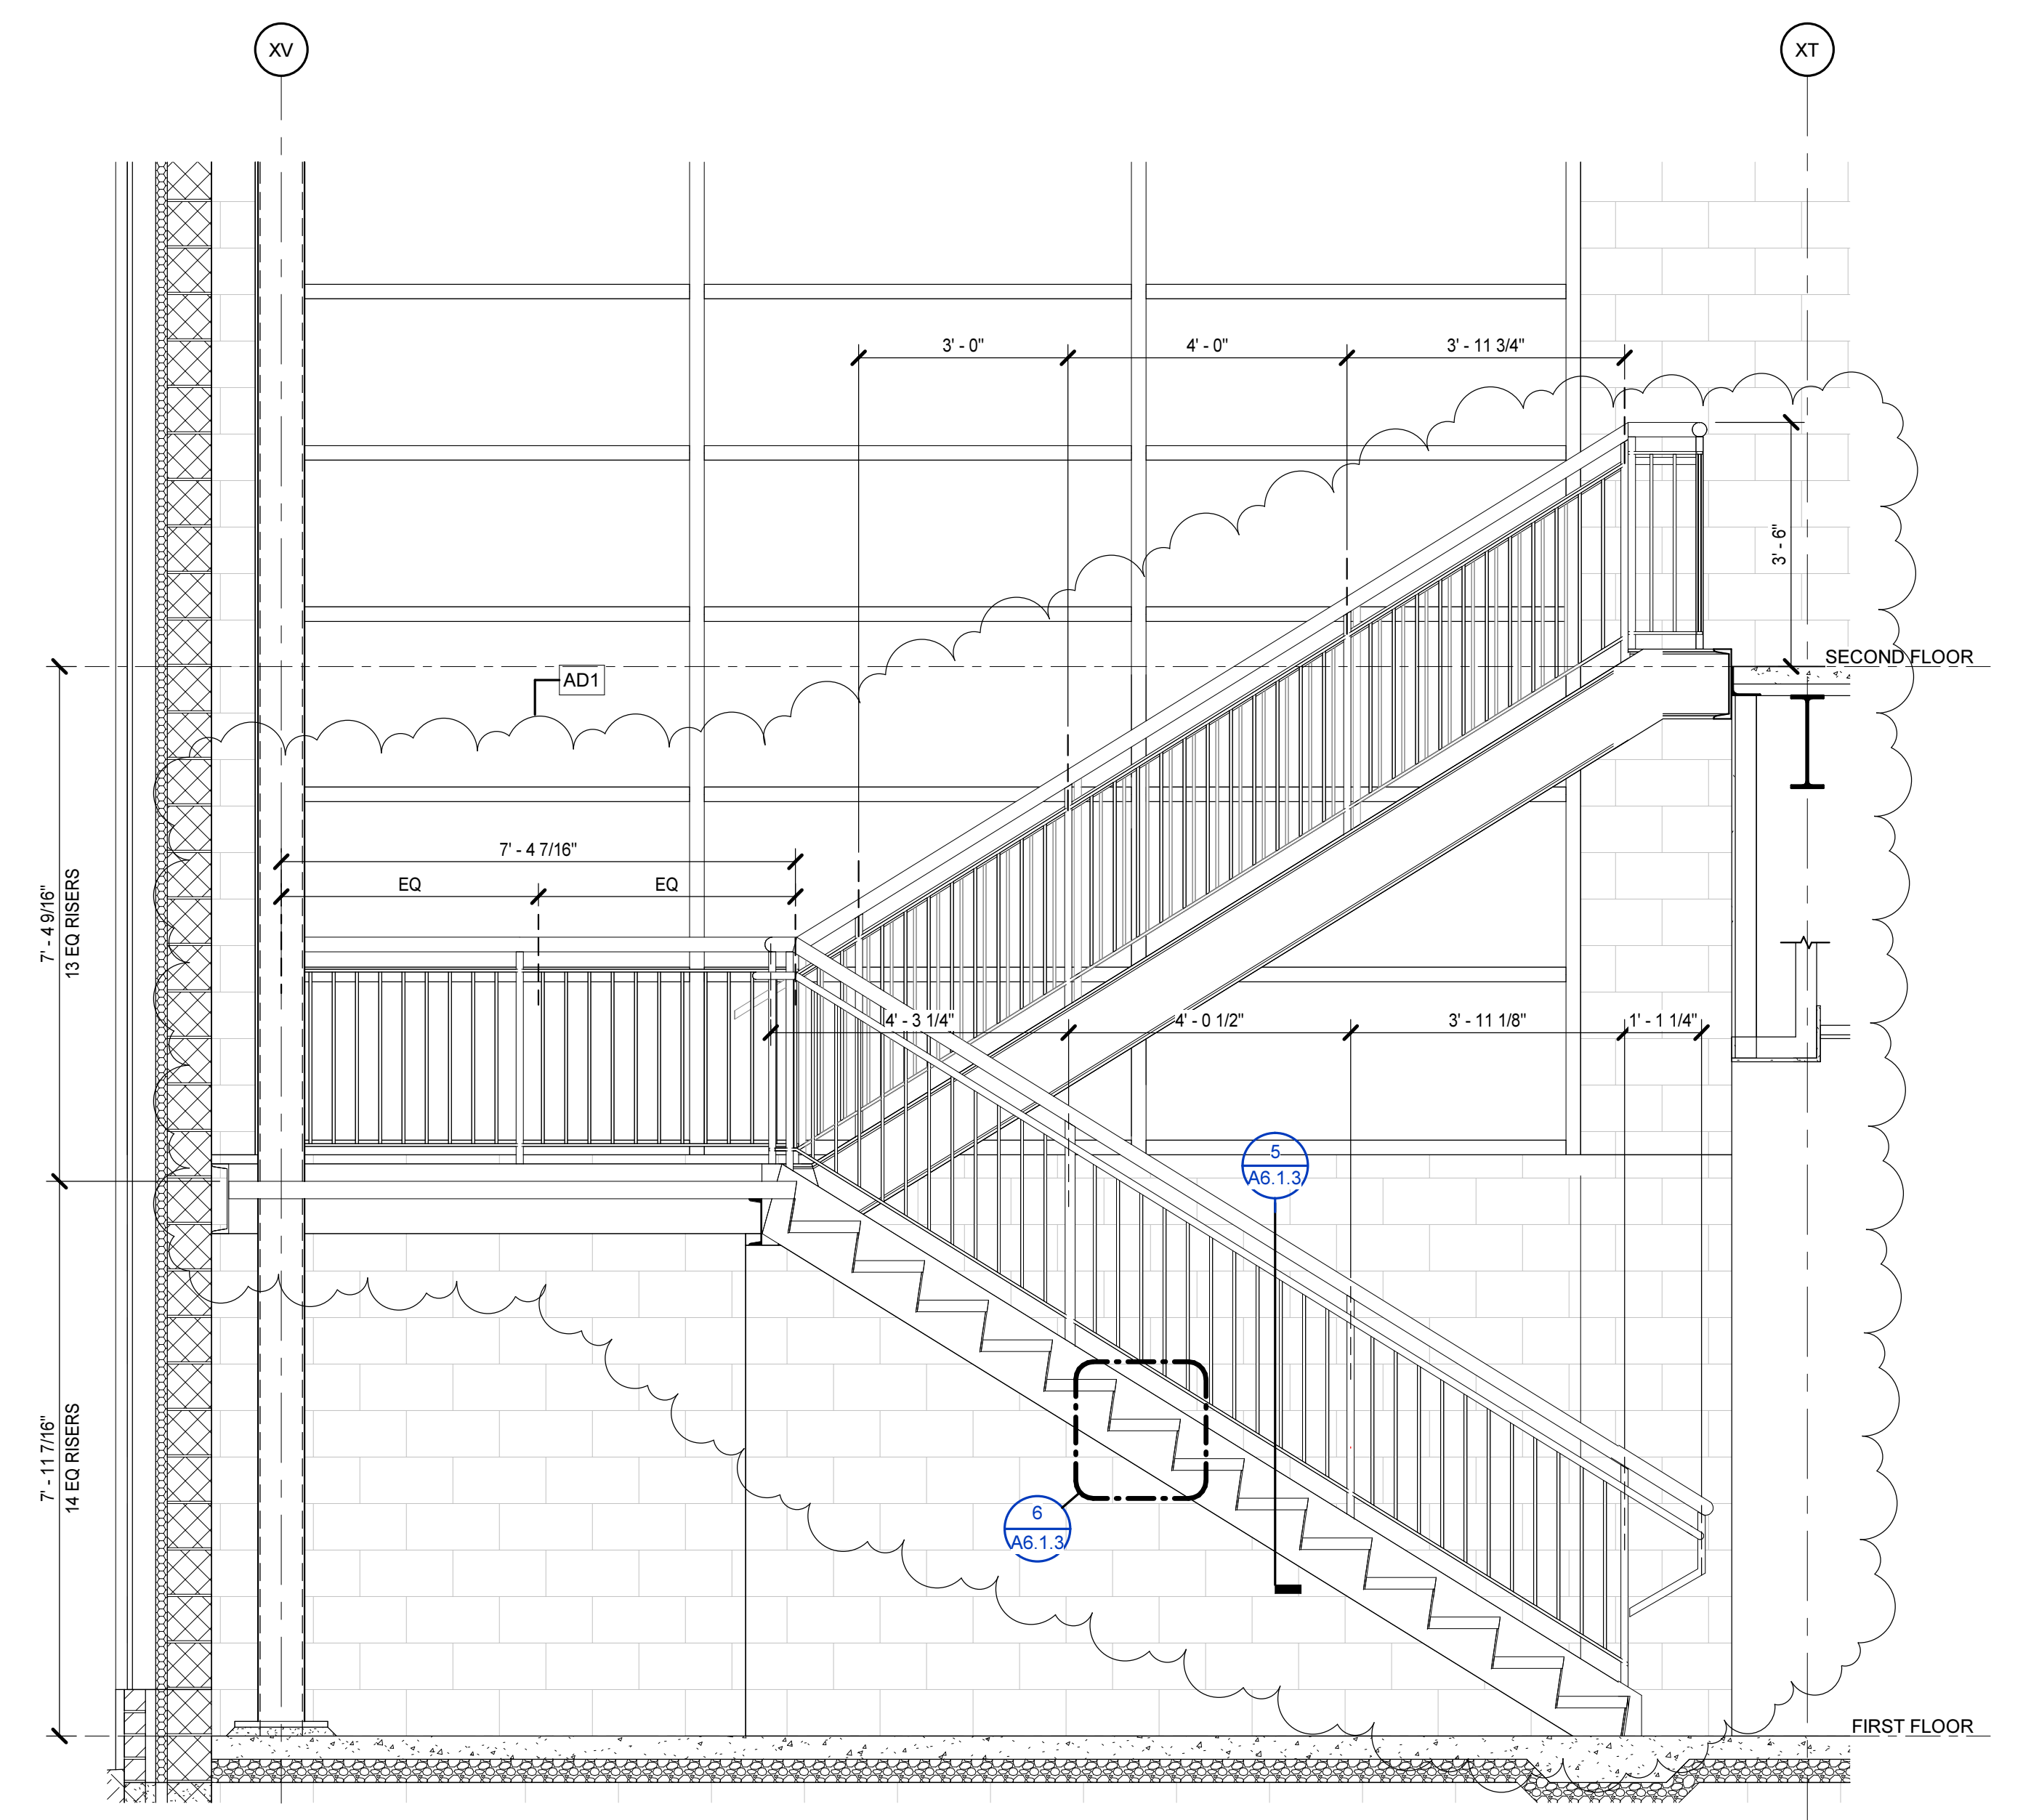 XV
XT
3' - 0"
4' - 0"
3' - 11 3/4"
3' - 6"
SECOND FLOOR
AD1
7' - 4 7/16"
EQ
EQ
7' - 4 9/16"
13 EQ RISERS
4' - 3 1/4"
4' - 0 1/2"
3' - 11 1/8"
1' - 1 1/4"
5
A6.1.3
7' - 11 7/16"
14 EQ RISERS
6
A6.1.3
FIRST FLOOR